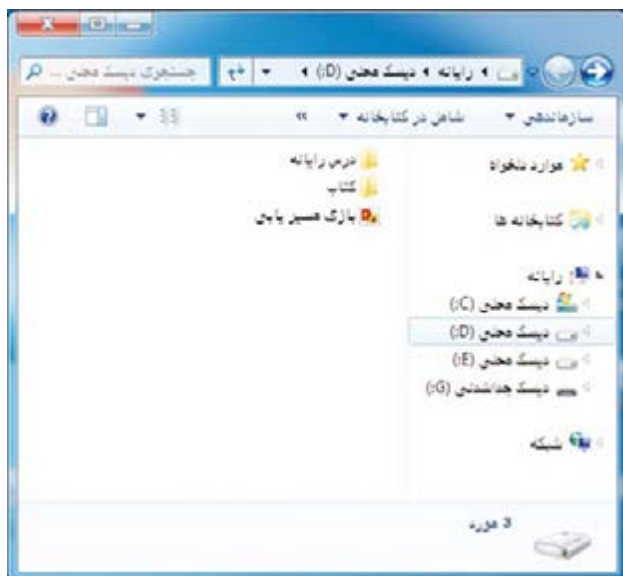 رایانه دیسک محلی (D:)
جستجوی دیسک محلی ...
سازماندهی
شامل در کتابخانه
»
موارد دلخواه
کتابخانه ها
رایانه
دیسک محلی (C:)
دیسک محلی (D:)
دیسک محلی (E:)
دیسک جداشدنی (G:)
شبکه
درس رایانه
کتاب
بازی مسیر یابی
3 مورد